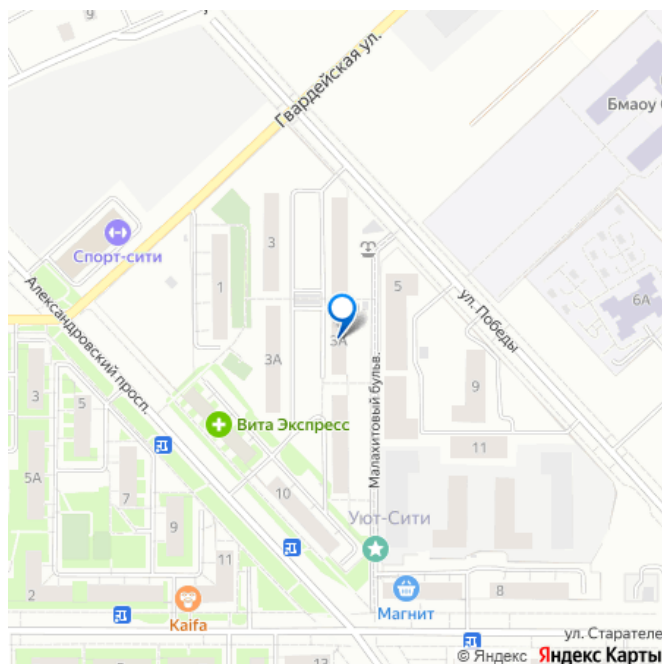 9
Гвардейская ул.
Бмаоу
Спорт-сити
3
1
5
ул. Победы
6А
Александровский просп.
3А
3А
9
3
5
Вита Экспресс
Малахитовый бульв.
11
5А
7
10
9
Уют-Сити
11
2
Kaifa
Магнит
8
ул. Старателе
13
© Яндекс Яндекс Карты